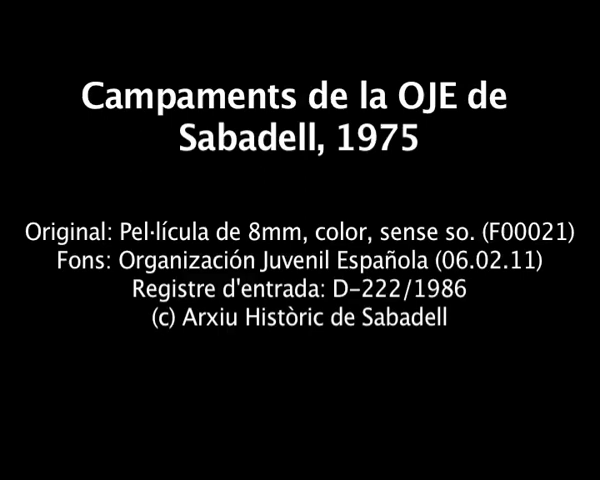 Campaments de la OJE de
Sabadell, 1975
Original: Pel·lícula de 8mm, color, sense so. (F00021)
Fons: Organización Juvenil Española (06.02.11)
Registre d'entrada: D-222/1986
(c) Arxiu Històric de Sabadell